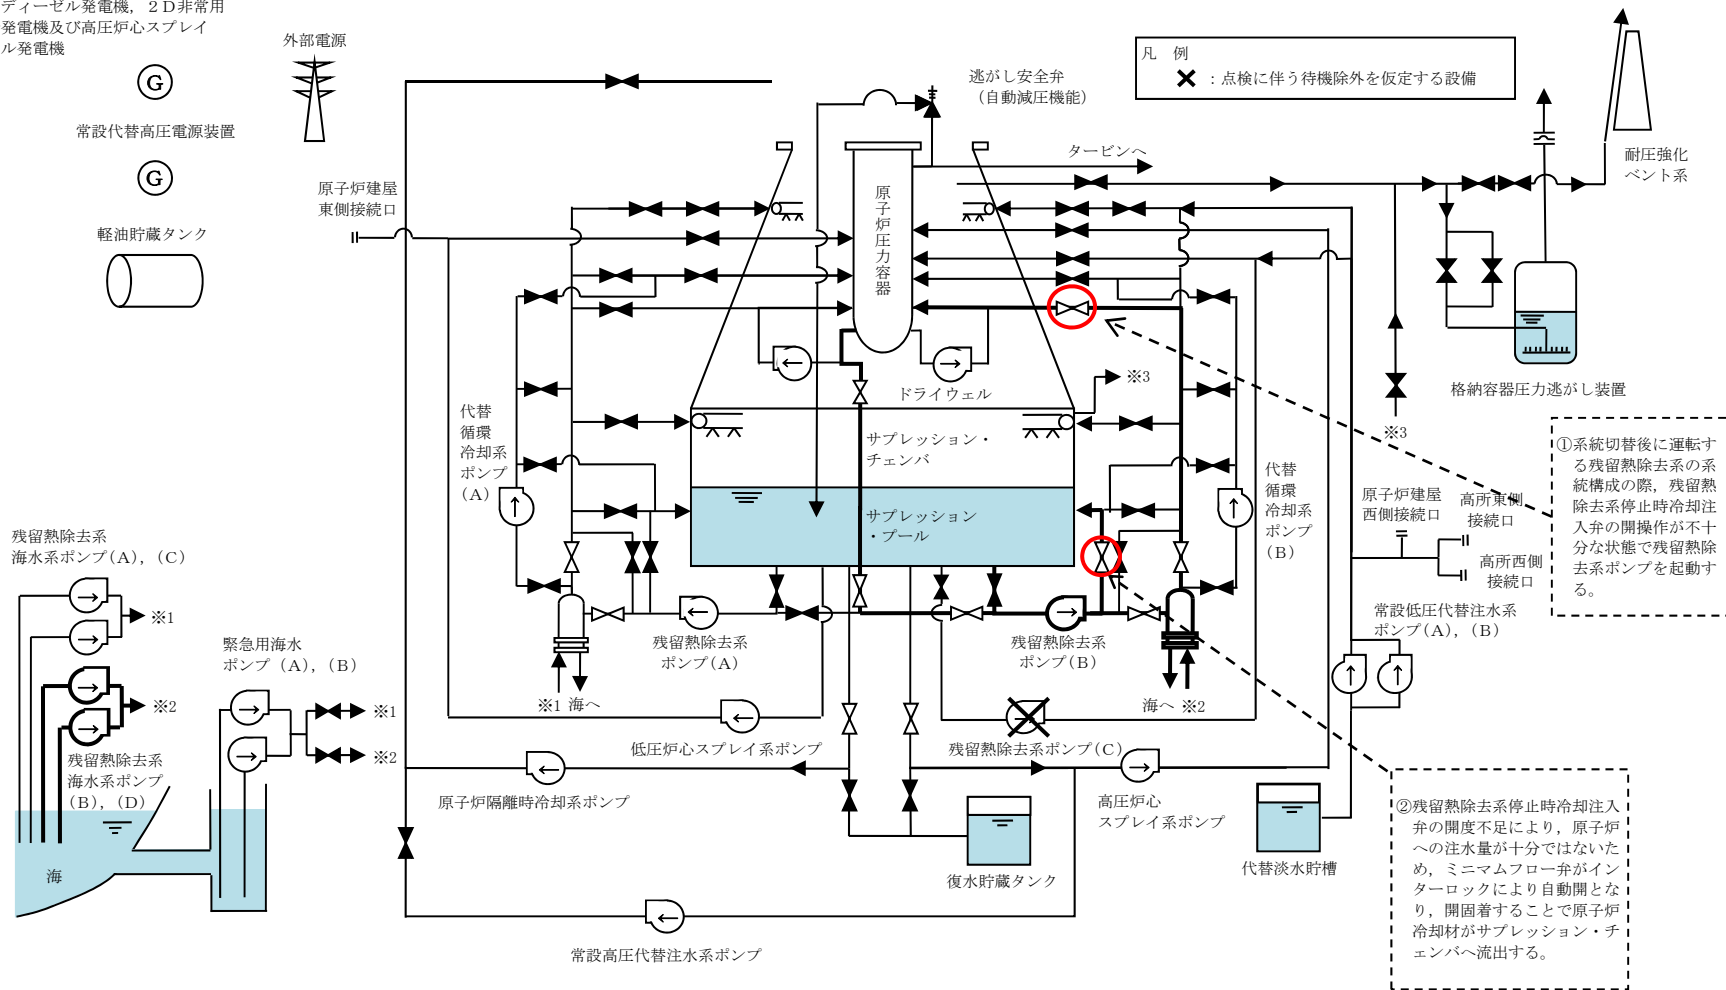 ディーゼル発電機，２Ｄ非常用
発電機及び高圧炉心スプレイ
ル発電機
外部電源
G
常設代替高圧電源装置
G
軽油貯蔵タンク
原子炉建屋
東側接続口
逃がし安全弁
（自動減圧機能）
凡　例
：点検に伴う待機除外を仮定する設備
タービンへ
耐圧強化
ベント系
原子炉圧力容器
格納容器圧力逃がし装置
※3
※3
ドライウェル
代替
循環
冷却系
ポンプ
（A）
サプレッション・
チェンバ
サプレッション
・プール
代替
循環
冷却系
ポンプ
（B）
原子炉建屋
西側接続口
高所東側
接続口
高所西側
接続口
①系統切替後に運転す
る残留熱除去系の系
統構成の際，残留熱
除去系停止時冷却注
入弁の開操作が不十
分な状態で残留熱除
去系ポンプを起動す
る。
残留熱除去系
海水系ポンプ（A），（C）
※1
※2
残留熱除去系
海水系ポンプ
（B），（D）
緊急用海水
ポンプ（A），（B）
※1
※2
海
残留熱除去系
ポンプ（A）
※1 海へ
残留熱除去系
ポンプ（B）
海へ ※2
常設低圧代替注水系
ポンプ（A），（B）
低圧炉心スプレイ系ポンプ
残留熱除去系ポンプ（C）
原子炉隔離時冷却系ポンプ
高圧炉心
スプレイ系ポンプ
復水貯蔵タンク
代替淡水貯槽
常設高圧代替注水系ポンプ
②残留熱除去系停止時冷却注入
弁の開度不足により，原子炉
への注水量が十分ではないた
め，ミニマムフロー弁がイン
ターロックにより自動開とな
り，開固着することで原子炉
冷却材がサプレッション・チ
ェンバへ流出する。